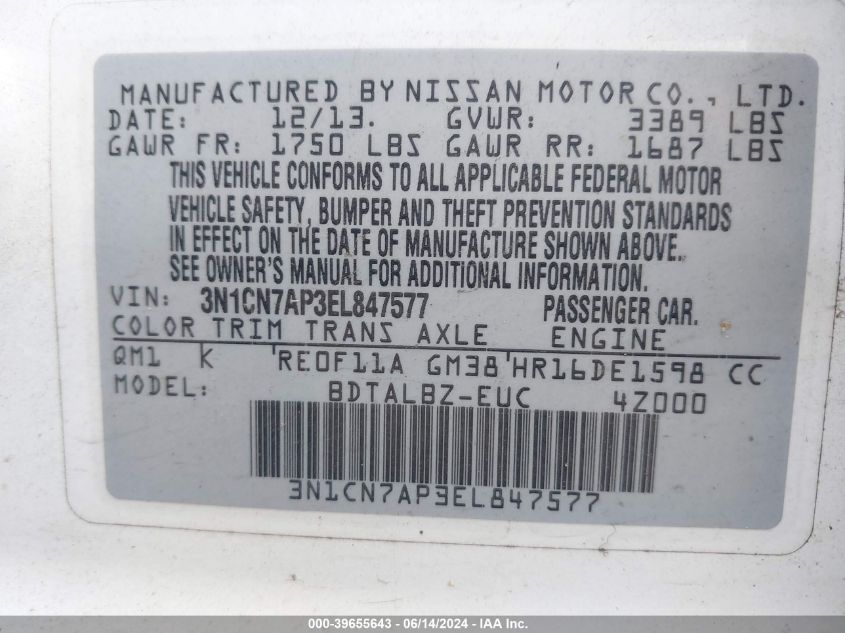 MANUFACTURED BY NISSAN MOTOR CO., LTD.
DATE: 12/13. GVWR: 3389 LBS
GAWR FR: 1750 LBS GAWR RR: 1687 LBS
THIS VEHICLE CONFORMS TO ALL APPLICABLE FEDERAL MOTOR
VEHICLE SAFETY, BUMPER AND THEFT PREVENTION STANDARDS
IN EFFECT ON THE DATE OF MANUFACTURE SHOWN ABOVE.
SEE OWNER'S MANUAL FOR ADDITIONAL INFORMATION.
VIN: 3N1CN7AP3EL847577 PASSENGER CAR.
COLOR TRIM TRANS AXLE ENGINE
QM1 K RE0F11A GM38 HR16DE1598 CC
MODEL: BDTALBZ-EUC 4Z000
3N1CN7AP3EL847577
000-39655643 - 06/14/2024 - IAA Inc.